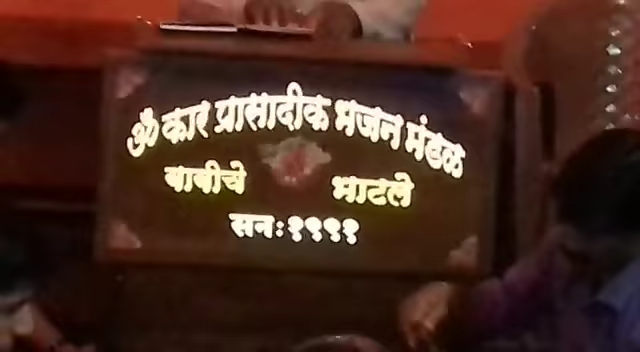 ॐ कार प्रासादीक भजन मंडळ
बाबीचे भाटले
सनः१९९१